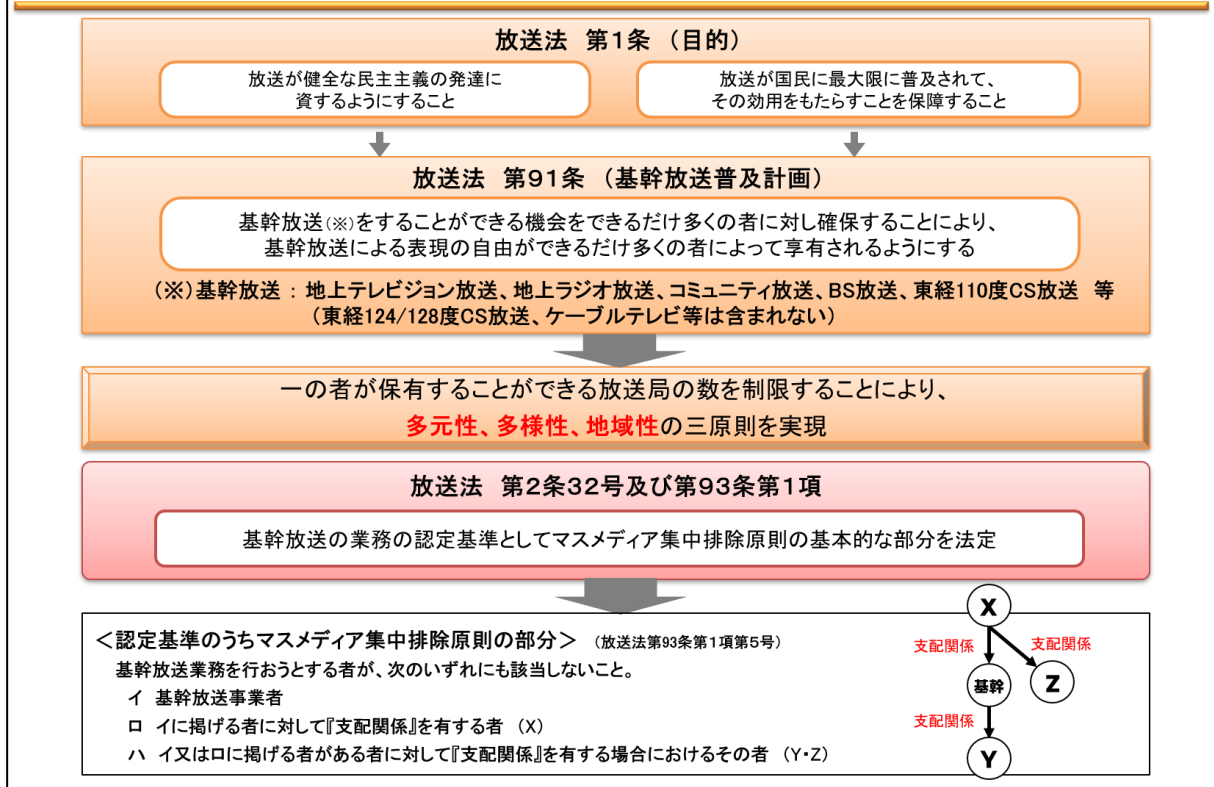 放送法　第1条　（目的）
放送が健全な民主主義の発達に
資するようにすること
放送が国民に最大限に普及されて、
その効用をもたらすことを保障すること
放送法　第91条　（基幹放送普及計画）
基幹放送（※）をすることができる機会をできるだけ多くの者に対し確保することにより、
基幹放送による表現の自由ができるだけ多くの者によって享有されるようにする
（※）基幹放送 ： 地上テレビジョン放送、地上ラジオ放送、コミュニティ放送、BS放送、東経110度CS放送　等
（東経124/128度CS放送、ケーブルテレビ等は含まれない）
一の者が保有することができる放送局の数を制限することにより、
多元性、多様性、地域性の三原則を実現
放送法　第2条32号及び第93条第1項
基幹放送の業務の認定基準としてマスメディア集中排除原則の基本的な部分を法定
＜認定基準のうちマスメディア集中排除原則の部分＞　（放送法第93条第1項第5号）
基幹放送業務を行おうとする者が、次のいずれにも該当しないこと。
イ　基幹放送事業者
ロ　イに掲げる者に対して『支配関係』を有する者　（X）
ハ　イ又はロに掲げる者がある者に対して『支配関係』を有する場合におけるその者　（Y・Z）
X
支配関係
支配関係
基幹
Z
支配関係
Y